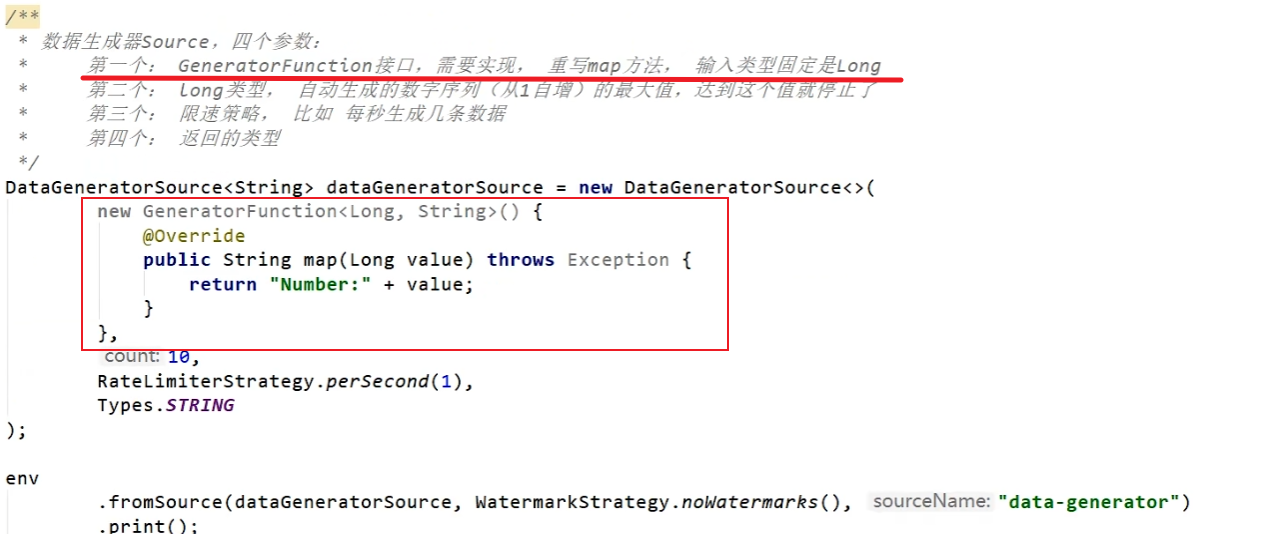 /**
* 数据生成器Source，四个参数：
* 第一个： GeneratorFunction接口，需要实现， 重写map方法， 输入类型固定是Long
* 第二个： long类型， 自动生成的数字序列（从1自增）的最大值，达到这个值就停止了
* 第三个： 限速策略， 比如 每秒生成几条数据
* 第四个： 返回的类型
*/
DataGeneratorSource<String> dataGeneratorSource = new DataGeneratorSource<>(
new GeneratorFunction<Long, String>() {
@Override
public String map(Long value) throws Exception {
return "Number:" + value;
}
},
count: 10,
RateLimiterStrategy.perSecond(1),
Types.STRING
);
env
.fromSource(dataGeneratorSource, WatermarkStrategy.noWatermarks(), sourceName: "data-generator")
.print();